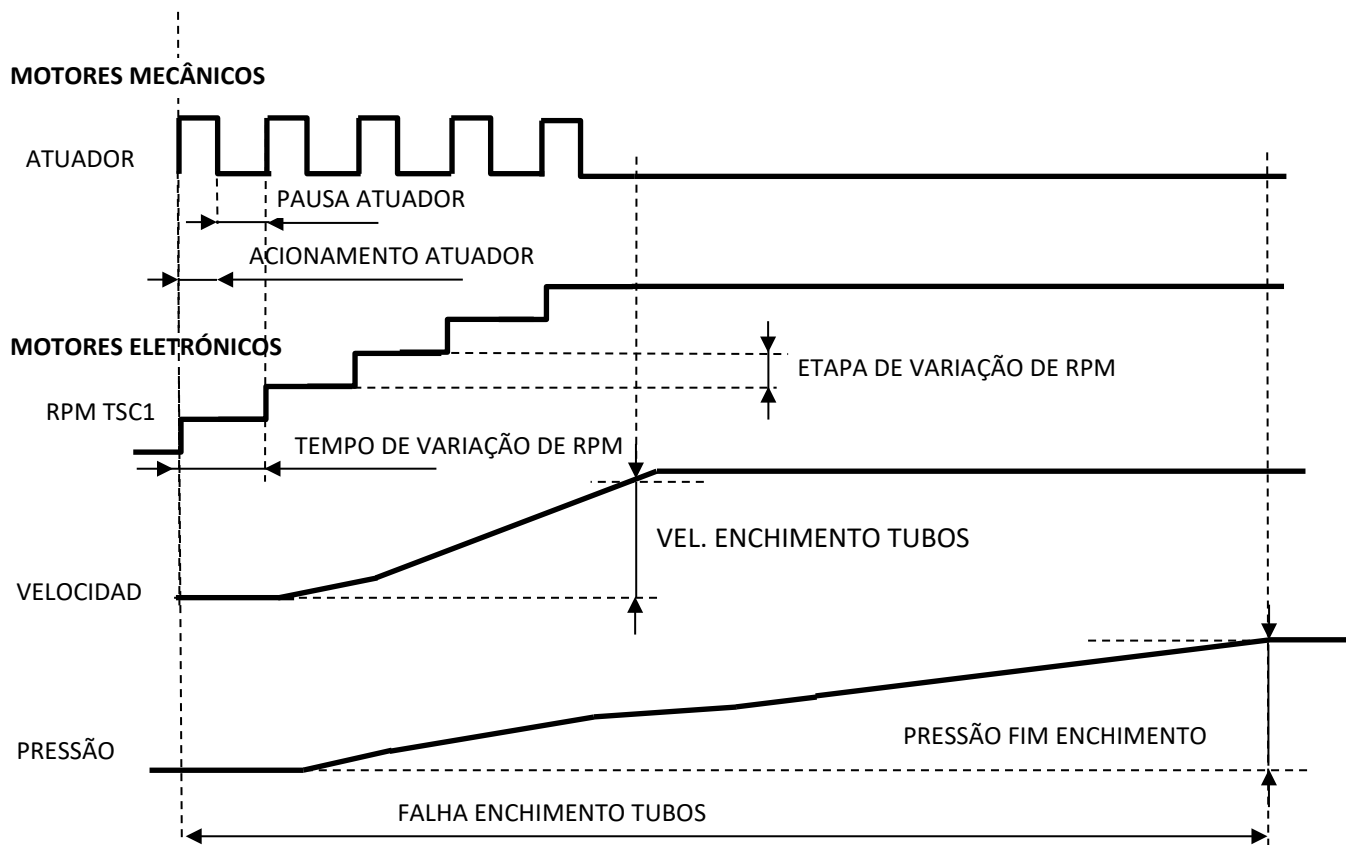 MOTORES MECÂNICOS
ATUADOR
PAUSA ATUADOR
ACIONAMENTO ATUADOR
MOTORES ELETRÓNICOS
ETAPA DE VARIAÇÃO DE RPM
RPM TSC1
TEMPO DE VARIAÇÃO DE RPM
VEL. ENCHIMENTO TUBOS
VELOCIDAD
PRESSÃO FIM ENCHIMENTO
PRESSÃO
FALHA ENCHIMENTO TUBOS